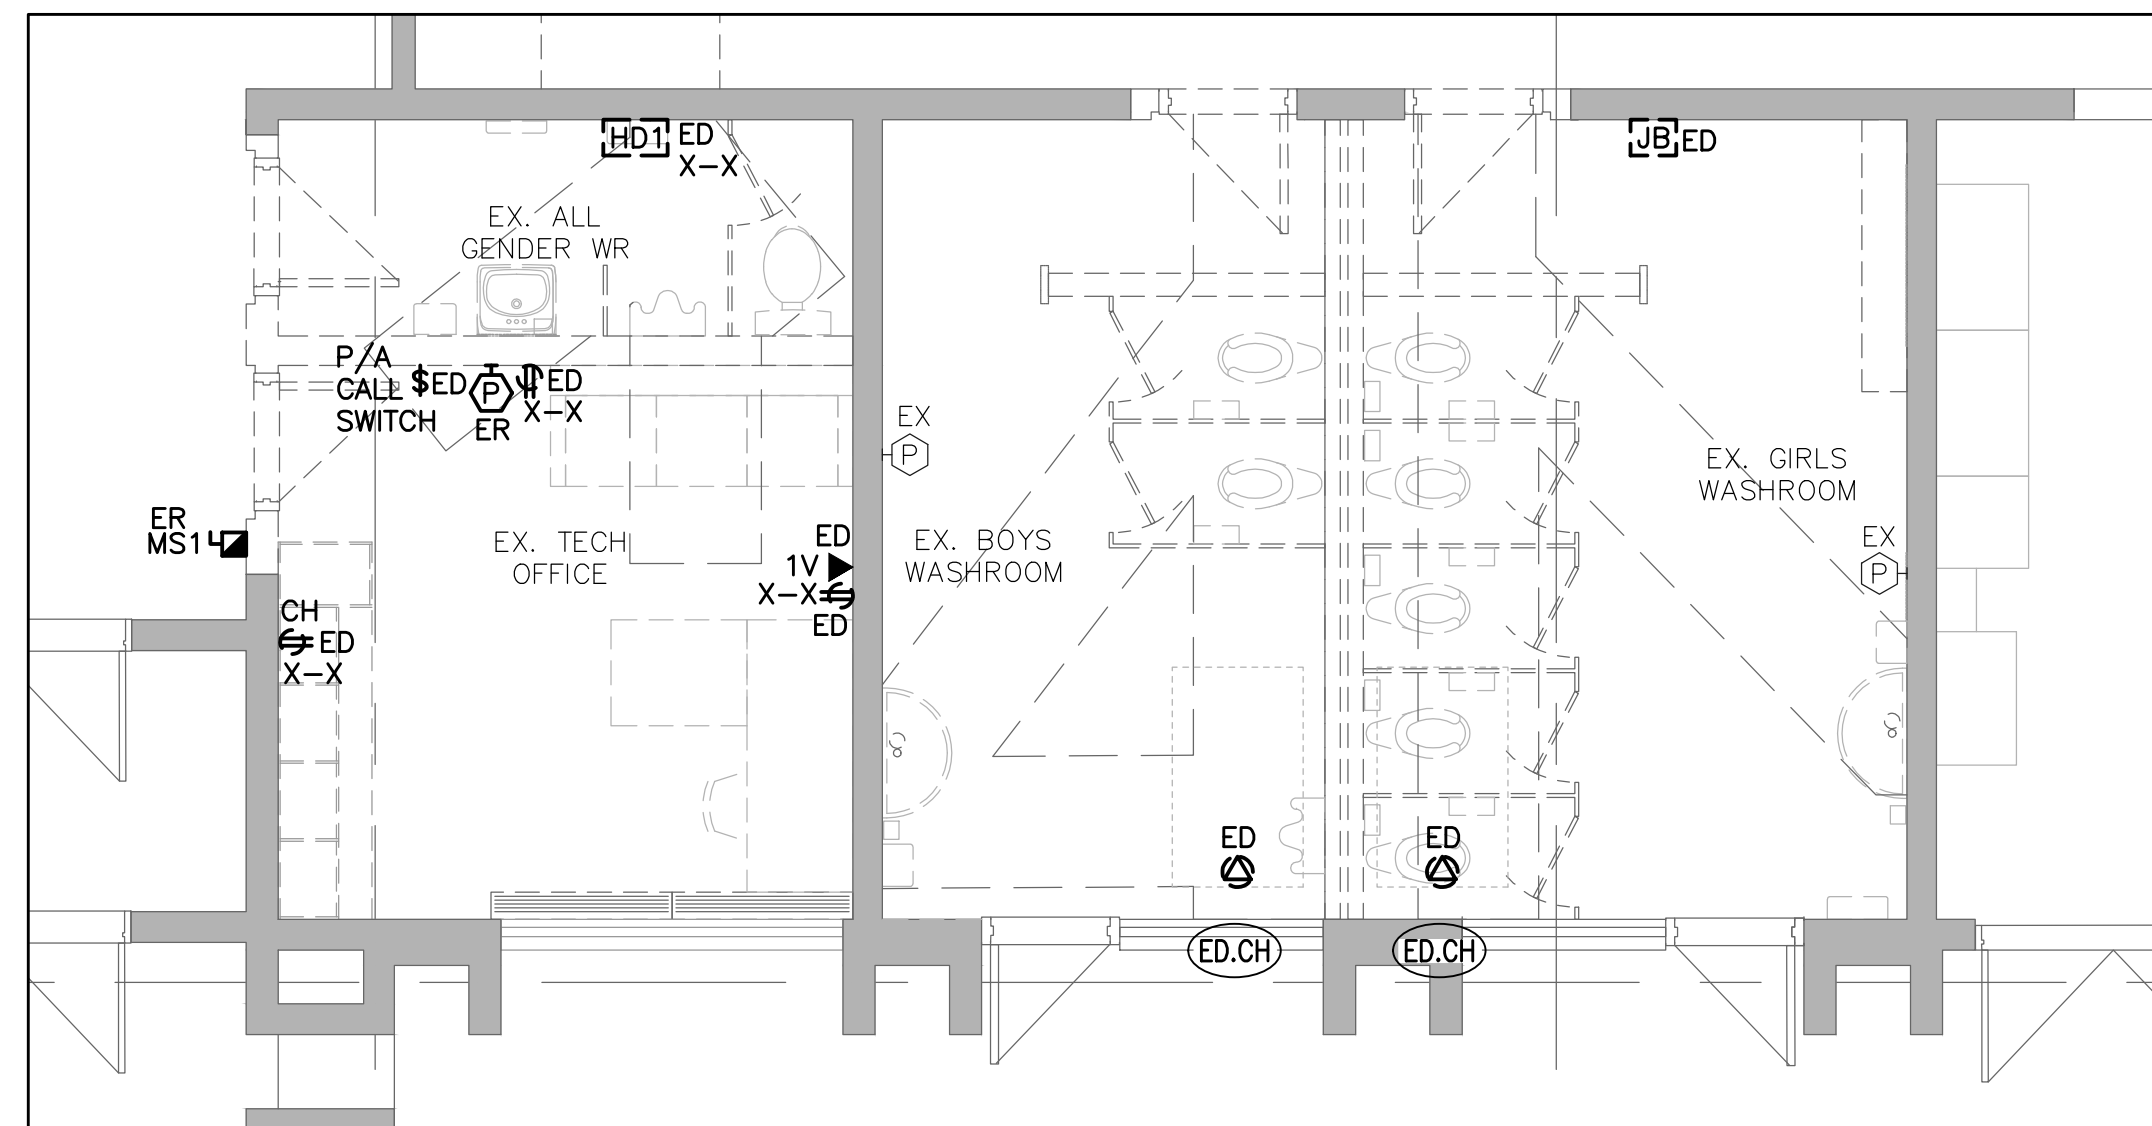 HD1 ED
X-X
JB ED
EX. ALL
GENDER WR
P/A
CALL
SWITCH
$ ED
P
ER
ED
X-X
EX
P
EX. GIRLS
WASHROOM
ER
MS1
EX. TECH
OFFICE
ED
1V
X-X
ED
EX. BOYS
WASHROOM
EX
P
CH
ED
X-X
ED
ED
ED.CH
ED.CH